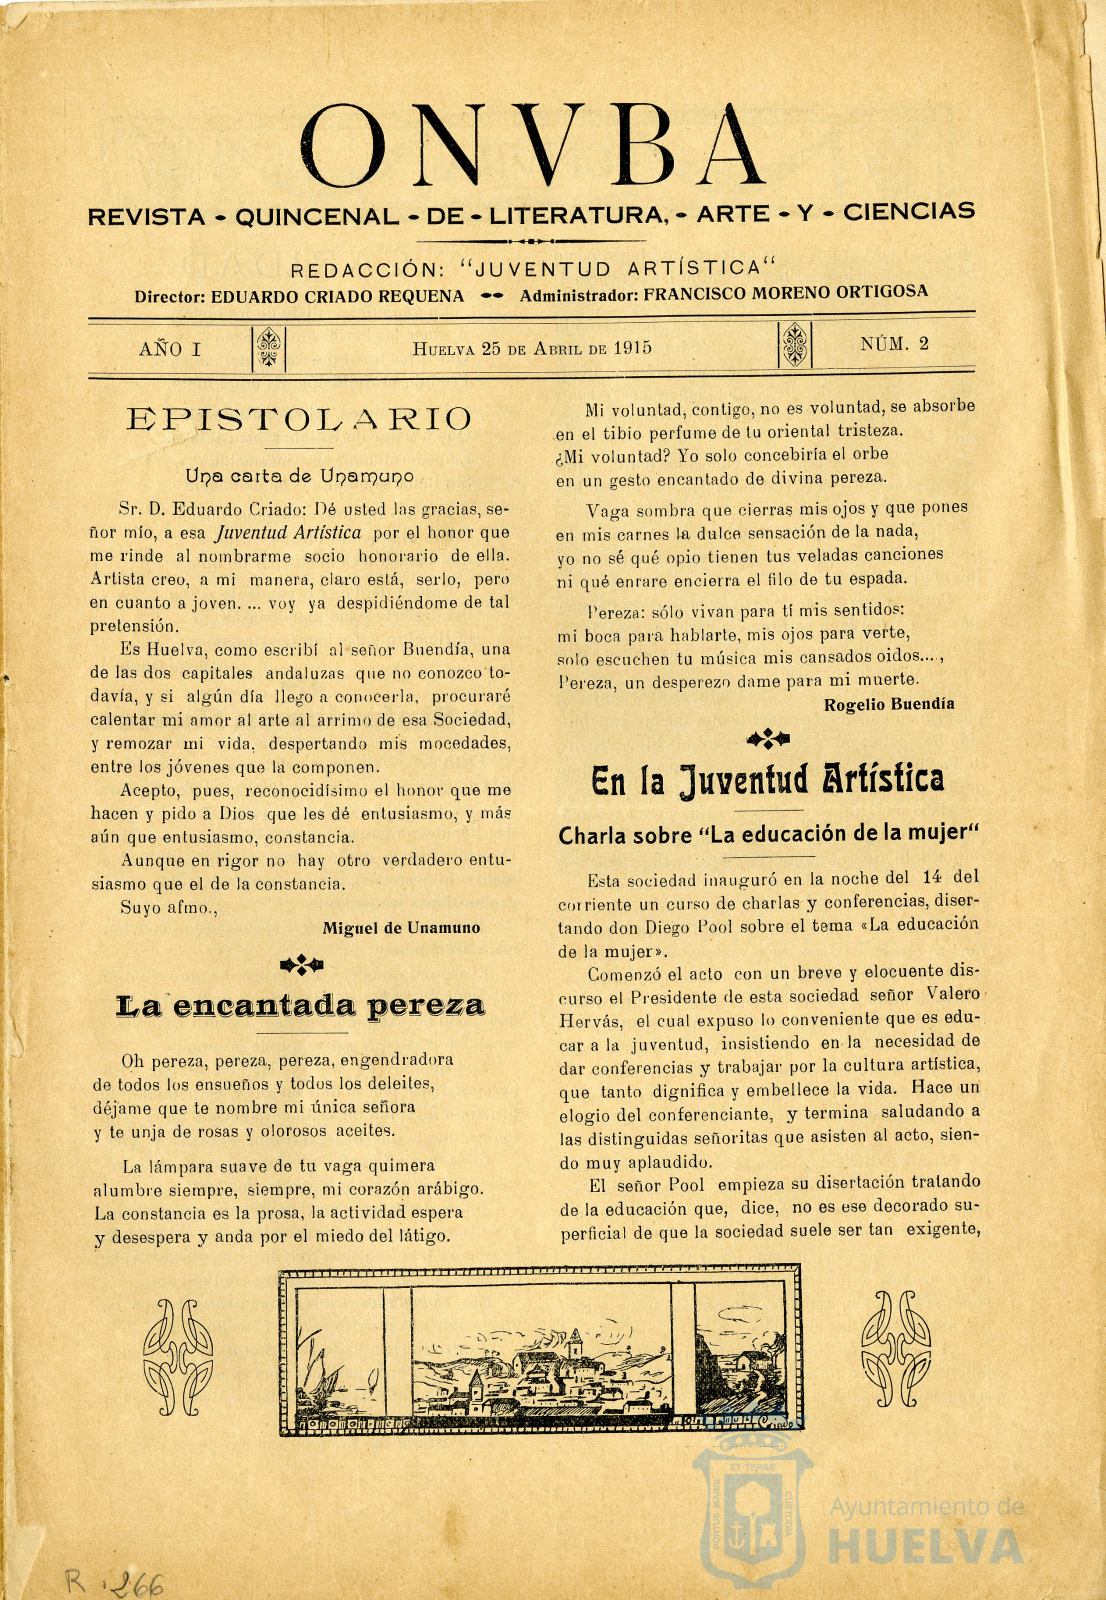 ONVBA
REVISTA - QUINCENAL - DE - LITERATURA, - ARTE - Y - CIENCIAS
REDACCIÓN: "JUVENTUD ARTÍSTICA"
Director: EDUARDO CRIADO REQUENA Administrador: FRANCISCO MORENO ORTIGOSA
AÑO I
HUELVA 25 DE ABRIL DE 1915
NÚM. 2
EPISTOLARIO
Una carta de Unamuno
Sr. D. Eduardo Criado: Dé usted las gracias, se-
ñor mío, a esa Juventud Artística por el honor que
me rinde al nombrarme socio honorario de ella.
Artista creo, a mi manera, claro está, serlo, pero
en cuanto a joven. ... voy ya despidiéndome de tal
pretensión.
Es Huelva, como escribí al señor Buendía, una
de las dos capitales andaluzas que no conozco to-
davía, y si algún día llego a conocerla, procuraré
calentar mi amor al arte al arrimo de esa Sociedad,
y remozar mi vida, despertando mis mocedades,
entre los jóvenes que la componen.
Acepto, pues, reconocidísimo el honor que me
hacen y pido a Dios que les dé entusiasmo, y más
aún que entusiasmo, constancia.
Aunque en rigor no hay otro verdadero entu-
siasmo que el de la constancia.
Suyo afmo.,
Miguel de Unamuno
La encantada pereza
Oh pereza, pereza, pereza, engendradora
de todos los ensueños y todos los deleites,
déjame que te nombre mi única señora
y te unja de rosas y olorosos aceites.
La lámpara suave de tu vaga quimera
alumbre siempre, siempre, mi corazón arábigo.
La constancia es la prosa, la actividad espera
y desespera y anda por el miedo del látigo.
Mi voluntad, contigo, no es voluntad, se absorbe
en el tibio perfume de tu oriental tristeza.
¿Mi voluntad? Yo solo concebiría el orbe
en un gesto encantado de divina pereza.
Vaga sombra que cierras mis ojos y que pones
en mis carnes la dulce sensación de la nada,
yo no sé qué opio tienen tus veladas canciones
ni qué enrare encierra el filo de tu espada.
Pereza: sólo vivan para tí mis sentidos:
mi boca para hablarte, mis ojos para verte,
solo escuchen tu música mis cansados oidos... ,
Pereza, un desperezo dame para mi muerte.
Rogelio Buendía
En la Juventud Artística
Charla sobre "La educación de la mujer"
Esta sociedad inauguró en la noche del 14 del
corriente un curso de charlas y conferencias, diser-
tando don Diego Pool sobre el tema «La educación
de la mujer».
Comenzó el acto con un breve y elocuente dis-
curso el Presidente de esta sociedad señor Valero
Hervás, el cual expuso lo conveniente que es edu-
car a la juventud, insistiendo en la necesidad de
dar conferencias y trabajar por la cultura artística,
que tanto dignifica y embellece la vida. Hace un
elogio del conferenciante, y termina saludando a
las distinguidas señoritas que asisten al acto, sien-
do muy aplaudido.
El señor Pool empieza su disertación tratando
de la educación que, dice, no es ese decorado su-
perficial de que la sociedad suele ser tan exigente,
PORTUS MARIS
ET TERRÆ
CUSTODIA
Ayuntamiento de
HUELVA
R. 266